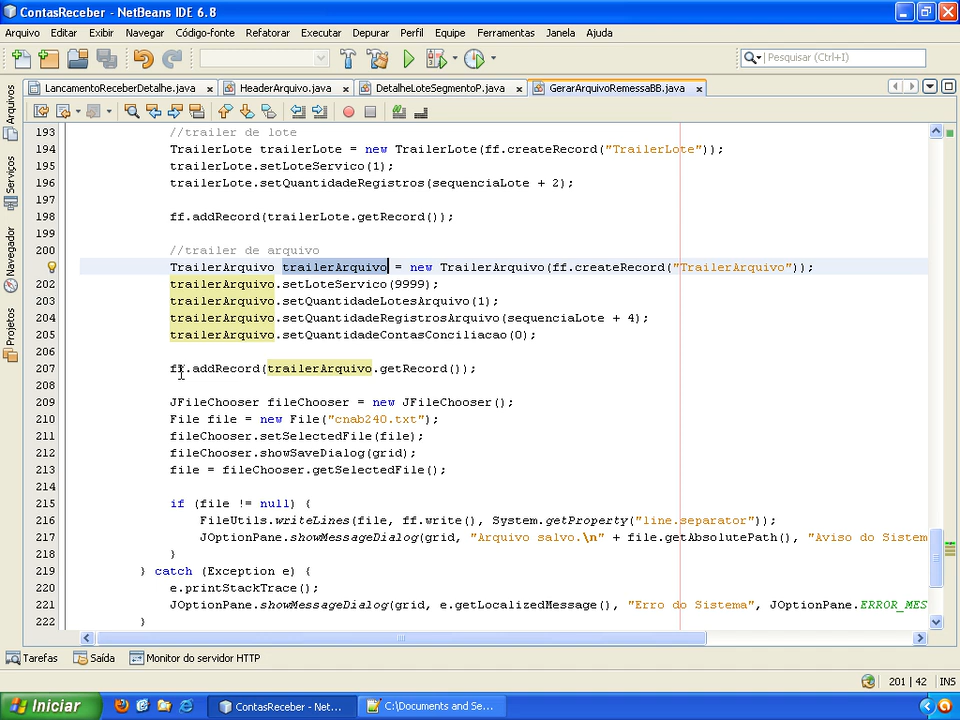 ContasReceber - NetBeans IDE 6.8
Arquivo Editar Exibir Navegar Código-fonte Refatorar Executar Depurar Perfil Equipe Ferramentas Janela Ajuda
Pesquisar (Ctrl+I)
LancamentoReceberDetalhe.java HeaderArquivo.java DetalheLoteSegmentoP.java GerarArquivoRemessaBB.java
Arquivos
Serviços
Navegador
Projetos
193 //trailer de lote
194 TrailerLote trailerLote = new TrailerLote(ff.createRecord("TrailerLote"));
195 trailerLote.setLoteServico(1);
196 trailerLote.setQuantidadeRegistros(sequenciaLote + 2);
197
198 ff.addRecord(trailerLote.getRecord());
199
200 //trailer de arquivo
TrailerArquivo trailerArquivo = new TrailerArquivo(ff.createRecord("TrailerArquivo"));
202 trailerArquivo.setLoteServico(9999);
203 trailerArquivo.setQuantidadeLotesArquivo(1);
204 trailerArquivo.setQuantidadeRegistrosArquivo(sequenciaLote + 4);
205 trailerArquivo.setQuantidadeContasConciliacao(0);
206
207 ff.addRecord(trailerArquivo.getRecord());
208
209 JFileChooser fileChooser = new JFileChooser();
210 File file = new File("cnab240.txt");
211 fileChooser.setSelectedFile(file);
212 fileChooser.showSaveDialog(grid);
213 file = fileChooser.getSelectedFile();
214
215 if (file != null) {
216 FileUtils.writeLines(file, ff.write(), System.getProperty("line.separator"));
217 JOptionPane.showMessageDialog(grid, "Arquivo salvo.\n" + file.getAbsolutePath(), "Aviso do Sistem
218 }
219 } catch (Exception e) {
220 e.printStackTrace();
221 JOptionPane.showMessageDialog(grid, e.getLocalizedMessage(), "Erro do Sistema", JOptionPane.ERROR_MES
222 }
Tarefas Saída Monitor do servidor HTTP
201 | 42 INS
Iniciar ContasReceber - Net... C:\Documents and Se...